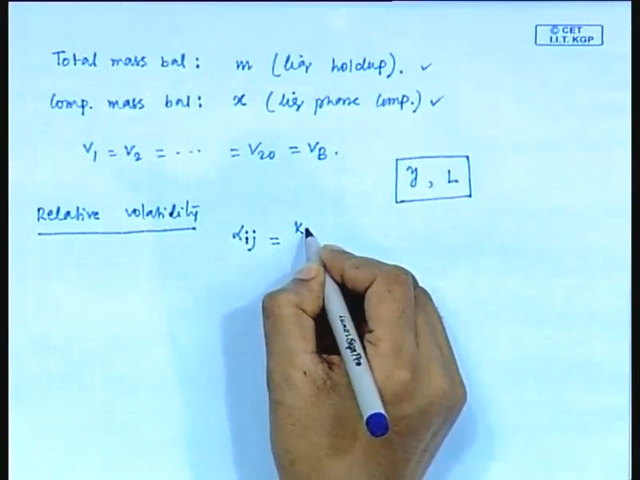 © CET
I.I.T. KGP
Total mass bal : m (liq holdup). ✓
Comp. mass bal : x (liq phase comp.) ✓
V1 = V2 = ... = V20 = VB .
y , L
Relative volatility
αij = k